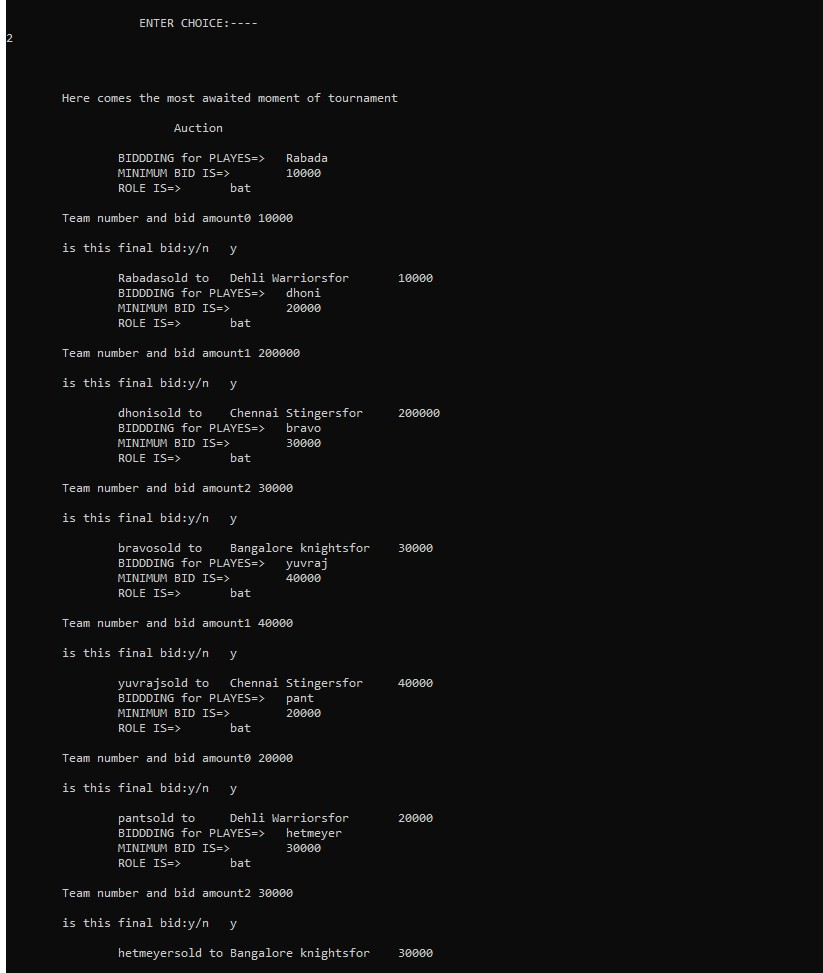 ENTER CHOICE:----
2
Here comes the most awaited moment of tournament
Auction
BIDDDING for PLAYES=> Rabada
MINIMUM BID IS=> 10000
ROLE IS=> bat
Team number and bid amount0 10000
is this final bid:y/n y
Rabadasold to Dehli Warriorsfor 10000
BIDDDING for PLAYES=> dhoni
MINIMUM BID IS=> 20000
ROLE IS=> bat
Team number and bid amount1 200000
is this final bid:y/n y
dhonisold to Chennai Stingersfor 200000
BIDDDING for PLAYES=> bravo
MINIMUM BID IS=> 30000
ROLE IS=> bat
Team number and bid amount2 30000
is this final bid:y/n y
bravosold to Bangalore knightsfor 30000
BIDDDING for PLAYES=> yuvraj
MINIMUM BID IS=> 40000
ROLE IS=> bat
Team number and bid amount1 40000
is this final bid:y/n y
yuvrajsold to Chennai Stingersfor 40000
BIDDDING for PLAYES=> pant
MINIMUM BID IS=> 20000
ROLE IS=> bat
Team number and bid amount0 20000
is this final bid:y/n y
pantsold to Dehli Warriorsfor 20000
BIDDDING for PLAYES=> hetmeyer
MINIMUM BID IS=> 30000
ROLE IS=> bat
Team number and bid amount2 30000
is this final bid:y/n y
hetmeyersold to Bangalore knightsfor 30000